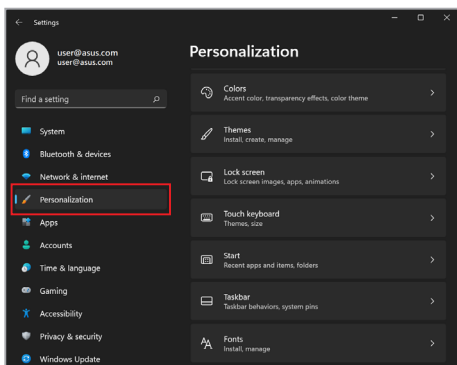 Settings
user@asus.com
user@asus.com
Find a setting
System
Bluetooth & devices
Network & internet
Personalization
Apps
Accounts
Time & language
Gaming
Accessibility
Privacy & security
Windows Update
Personalization
Colors
Accent color, transparency effects, color theme
Themes
Install, create, manage
Lock screen
Lock screen images, apps, animations
Touch keyboard
Themes, size
Start
Recent apps and items, folders
Taskbar
Taskbar behaviors, system pins
Fonts
Install, manage